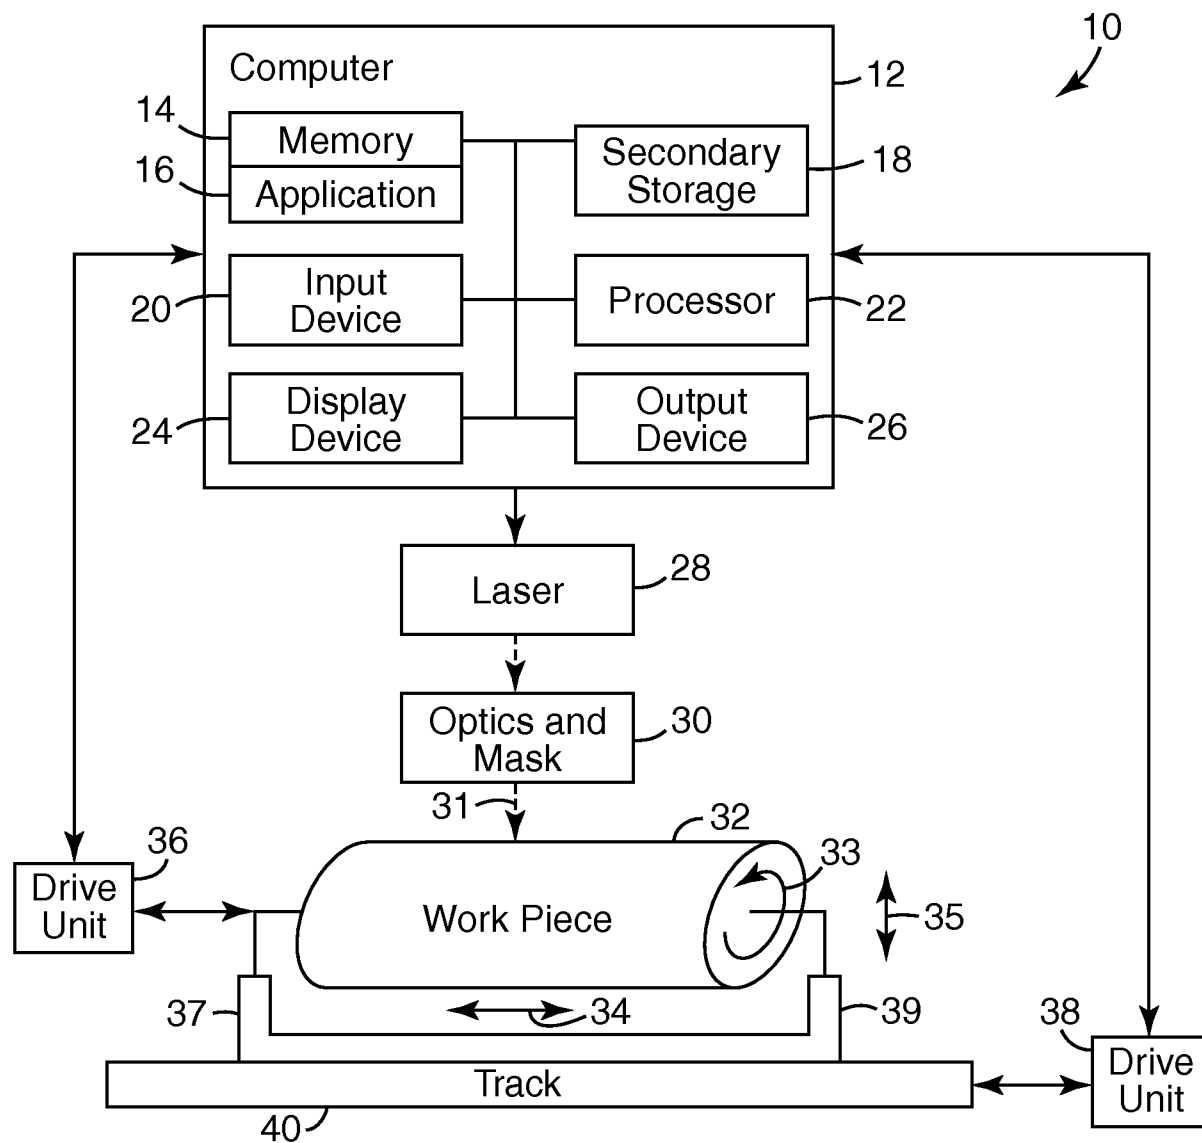 10
Computer
12
14
Memory
16
Application
Secondary
Storage
18
20
Input
Device
Processor
22
24
Display
Device
Output
Device
26
Laser
28
Optics and
Mask
30
31
32
33
36
Drive
Unit
Work Piece
35
37
34
39
38
Drive
Unit
Track
40